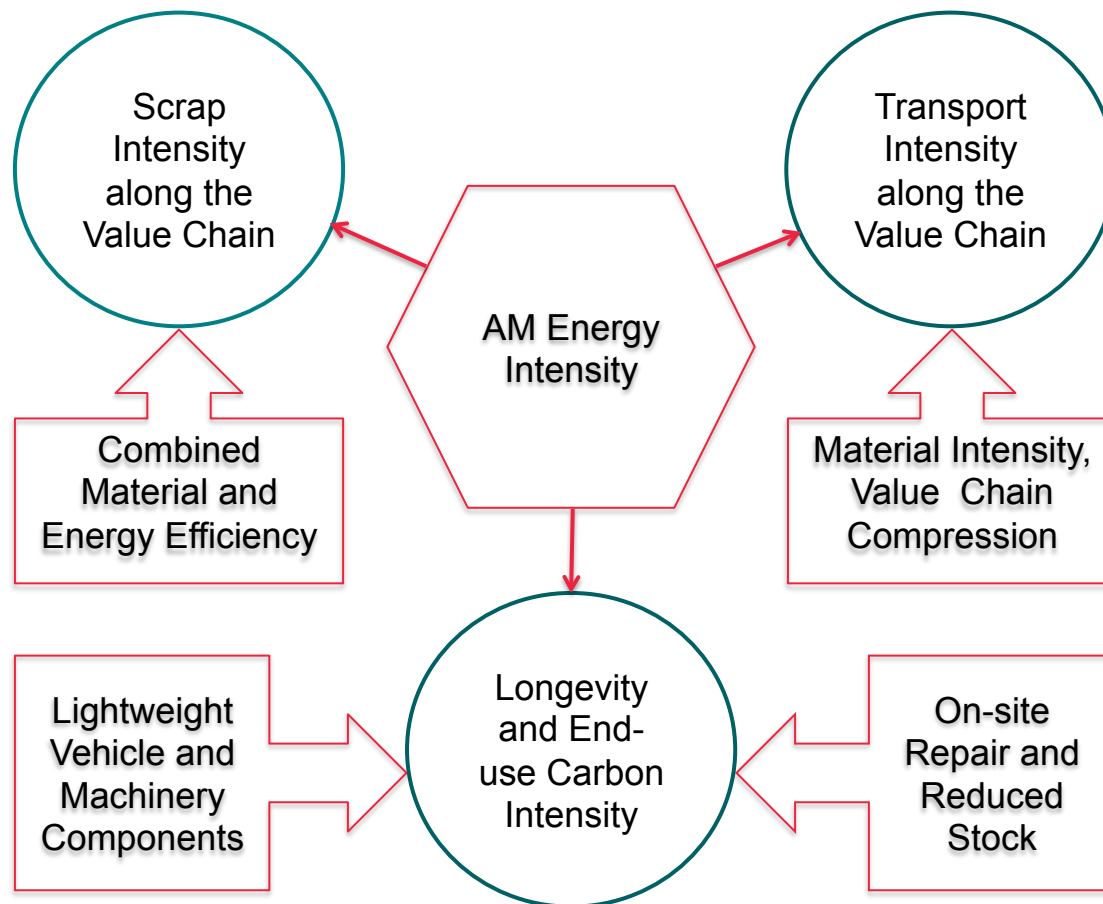 Scrap
Intensity
along the
Value Chain
Transport
Intensity
along the
Value Chain
AM Energy
Intensity
Combined
Material and
Energy Efficiency
Material Intensity,
Value Chain
Compression
Lightweight
Vehicle and
Machinery
Components
Longevity
and End-
use Carbon
Intensity
On-site
Repair and
Reduced
Stock